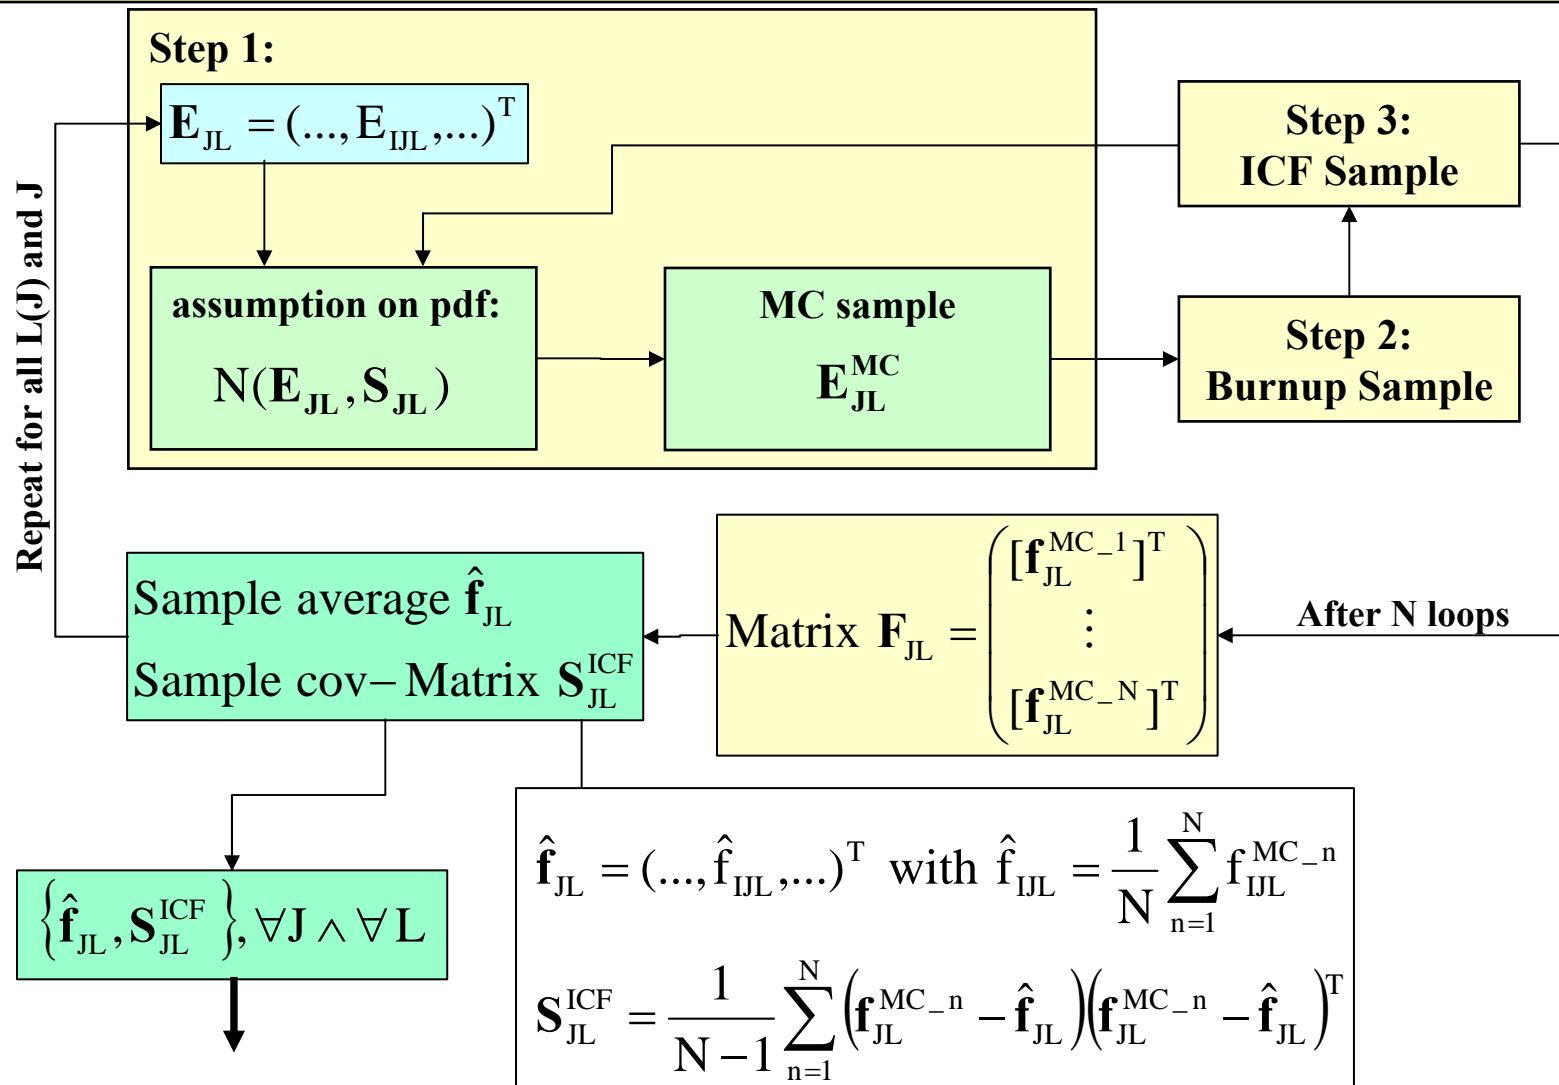 Step 1:
𝐄_JL = (..., E_IJL, ...)^T
assumption on pdf:
N(𝐄_JL, 𝐒_JL)
MC sample
𝐄_JL^MC
Step 3:
ICF Sample
Step 2:
Burnup Sample
Repeat for all L(J) and J
After N loops
Matrix 𝐅_JL = ( [𝐟_JL^MC_1]^T
⋮
[𝐟_JL^MC_N]^T )
Sample average 𝐟̂_JL
Sample cov–Matrix 𝐒_JL^ICF
{𝐟̂_JL, 𝐒_JL^ICF}, ∀J ∧ ∀L
𝐟̂_JL = (..., f̂_IJL, ...)^T with f̂_IJL = 1/N ∑_{n=1}^{N} f_IJL^MC_n
𝐒_JL^ICF = 1/(N−1) ∑_{n=1}^{N} (𝐟_JL^MC_n − 𝐟̂_JL)(𝐟_JL^MC_n − 𝐟̂_JL)^T